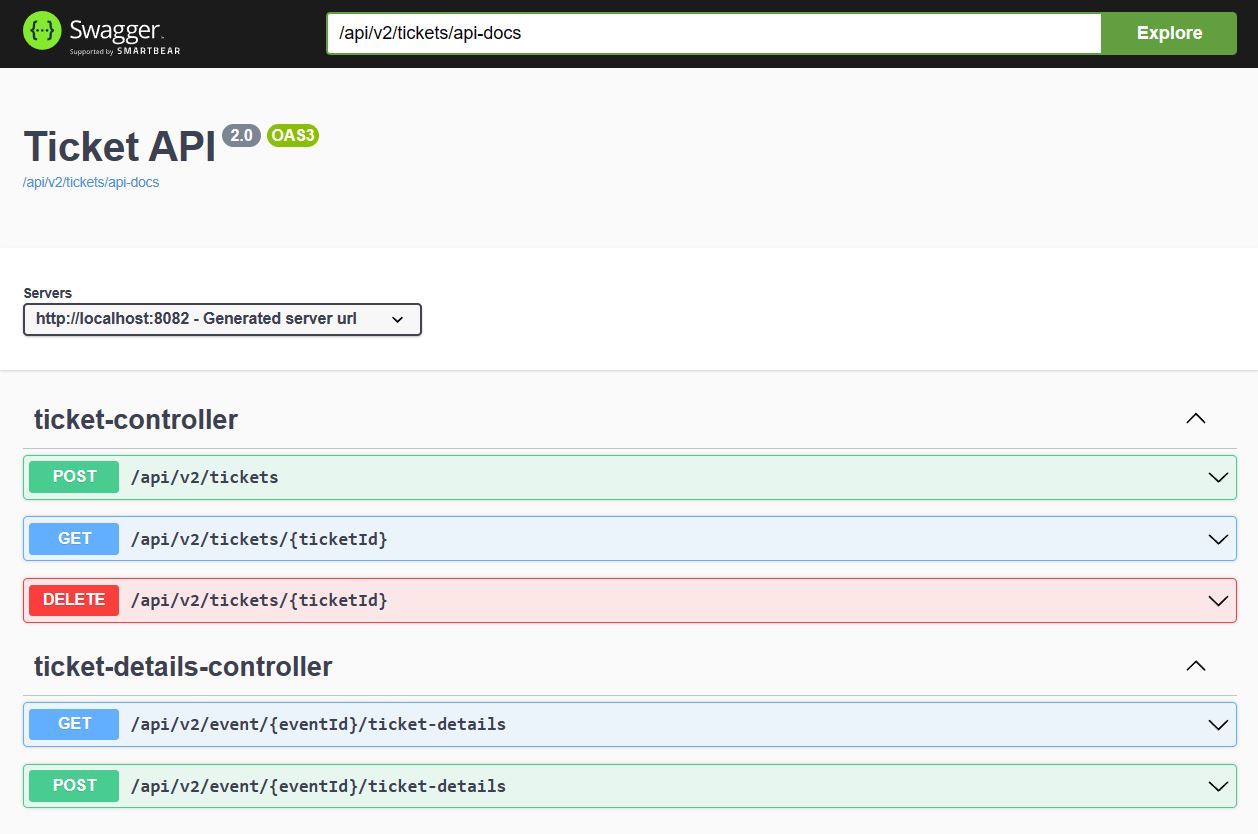 {···} Swagger.
Supported by SMARTBEAR
/api/v2/tickets/api-docs
Explore
Ticket API 2.0 OAS3
/api/v2/tickets/api-docs
Servers
http://localhost:8082 - Generated server url
ticket-controller
POST /api/v2/tickets
GET /api/v2/tickets/{ticketId}
DELETE /api/v2/tickets/{ticketId}
ticket-details-controller
GET /api/v2/event/{eventId}/ticket-details
POST /api/v2/event/{eventId}/ticket-details